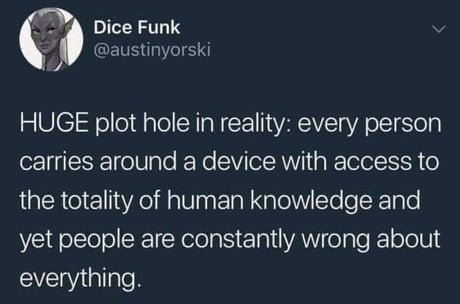 Dice Funk
@austinyorski
HUGE plot hole in reality: every person
carries around a device with access to
the totality of human knowledge and
yet people are constantly wrong about
everything.